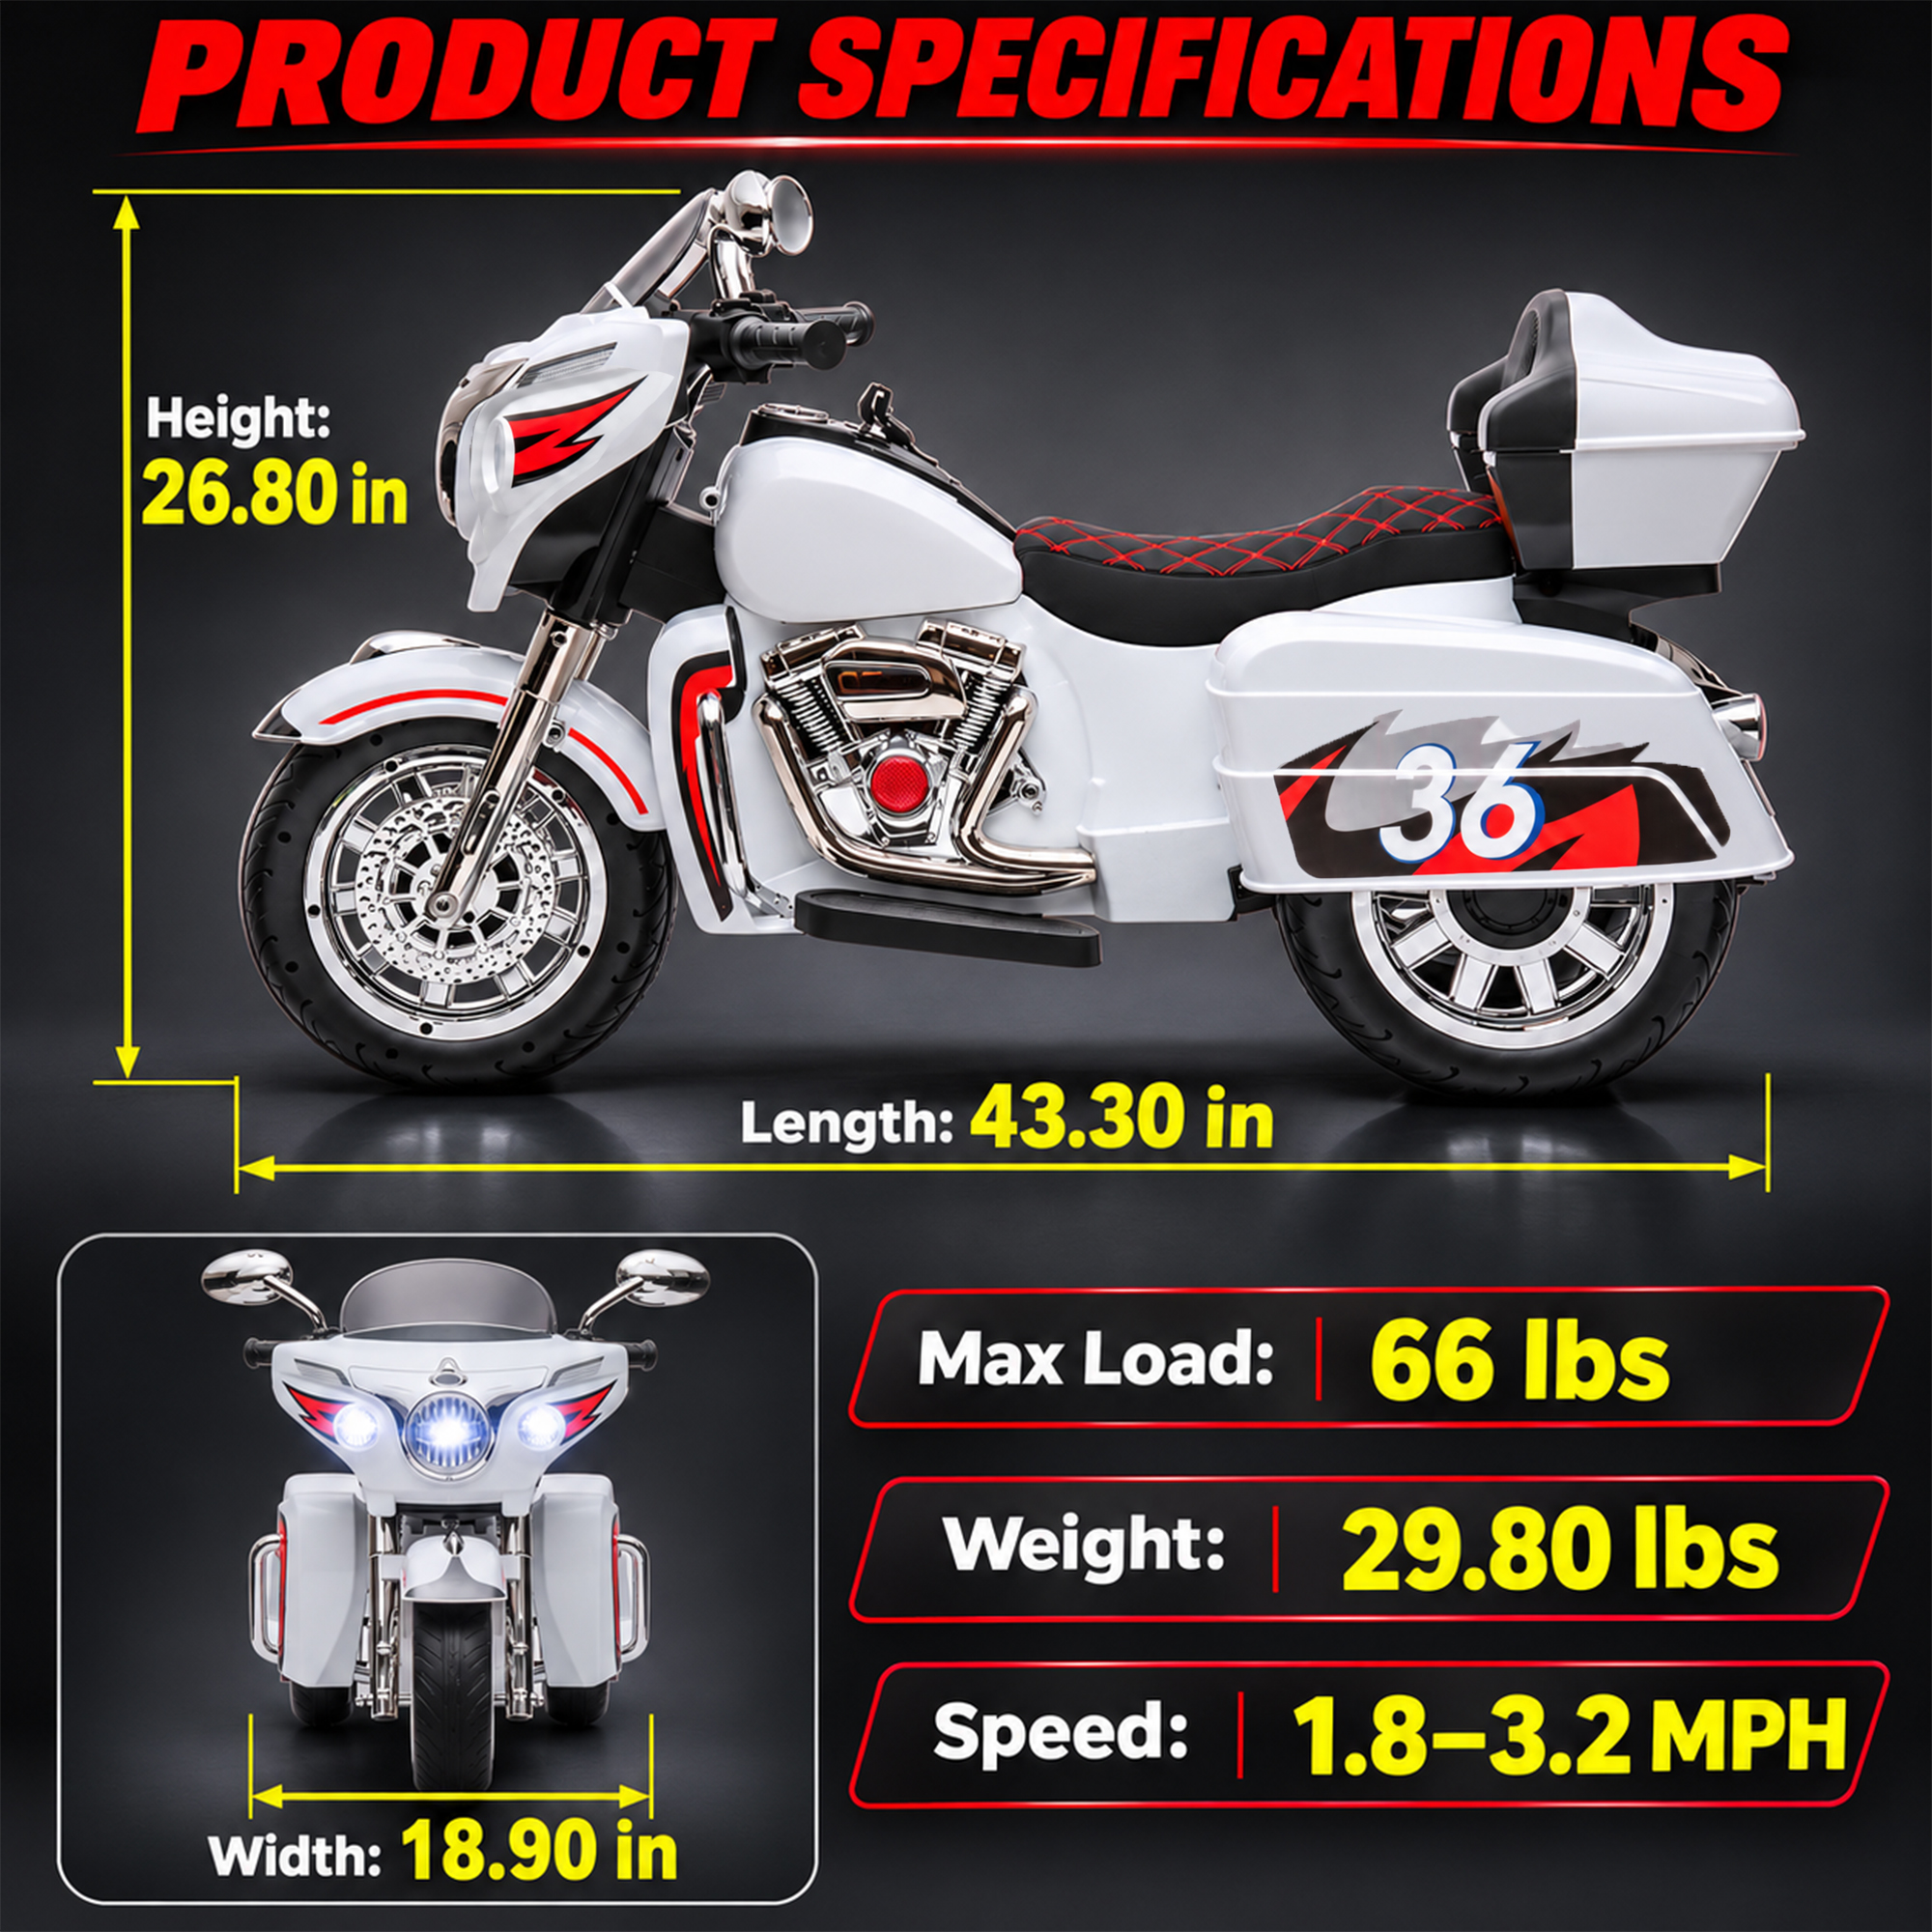 PRODUCT SPECIFICATIONS
Height:
26.80 in
36
Length: 43.30 in
Max Load: 66 lbs
Weight: 29.80 lbs
Speed: 1.8–3.2 MPH
Width: 18.90 in